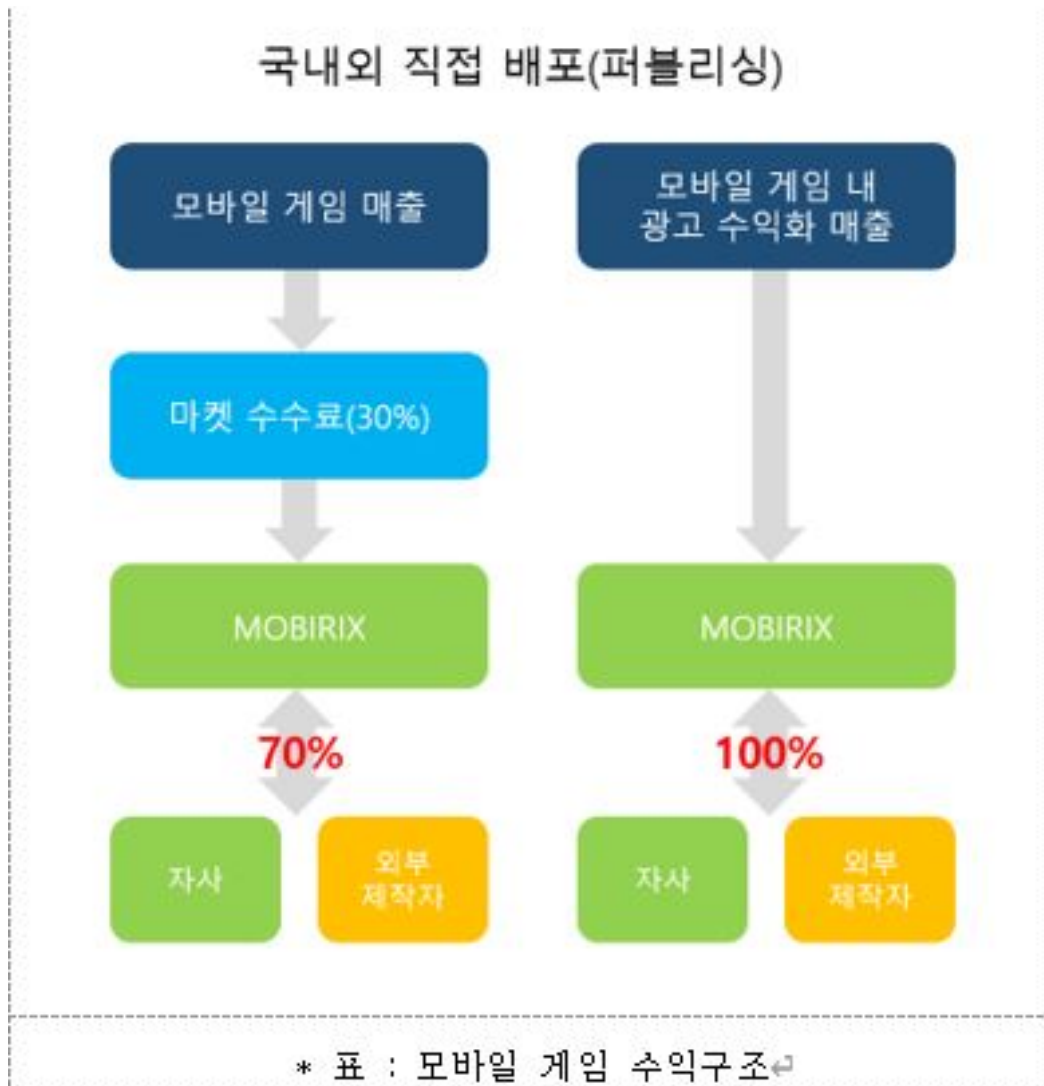 국내외 직접 배포(퍼블리싱)
모바일 게임 매출
마켓 수수료(30%)
MOBIRIX
70%
자사
외부
제작자
모바일 게임 내
광고 수익화 매출
MOBIRIX
100%
자사
외부
제작자
* 표 : 모바일 게임 수익구조↵